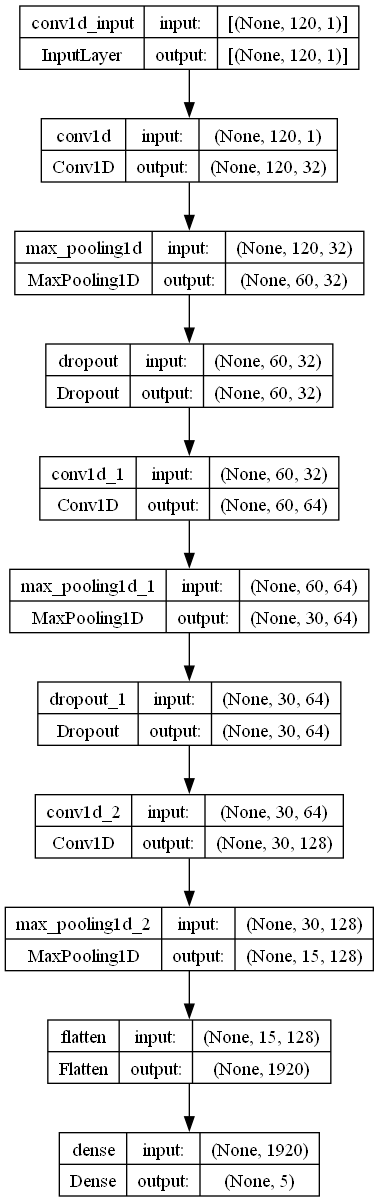 conv1d_input input: [(None, 120, 1)]
InputLayer output: [(None, 120, 1)]
conv1d input: (None, 120, 1)
Conv1D output: (None, 120, 32)
max_pooling1d input: (None, 120, 32)
MaxPooling1D output: (None, 60, 32)
dropout input: (None, 60, 32)
Dropout output: (None, 60, 32)
conv1d_1 input: (None, 60, 32)
Conv1D output: (None, 60, 64)
max_pooling1d_1 input: (None, 60, 64)
MaxPooling1D output: (None, 30, 64)
dropout_1 input: (None, 30, 64)
Dropout output: (None, 30, 64)
conv1d_2 input: (None, 30, 64)
Conv1D output: (None, 30, 128)
max_pooling1d_2 input: (None, 30, 128)
MaxPooling1D output: (None, 15, 128)
flatten input: (None, 15, 128)
Flatten output: (None, 1920)
dense input: (None, 1920)
Dense output: (None, 5)